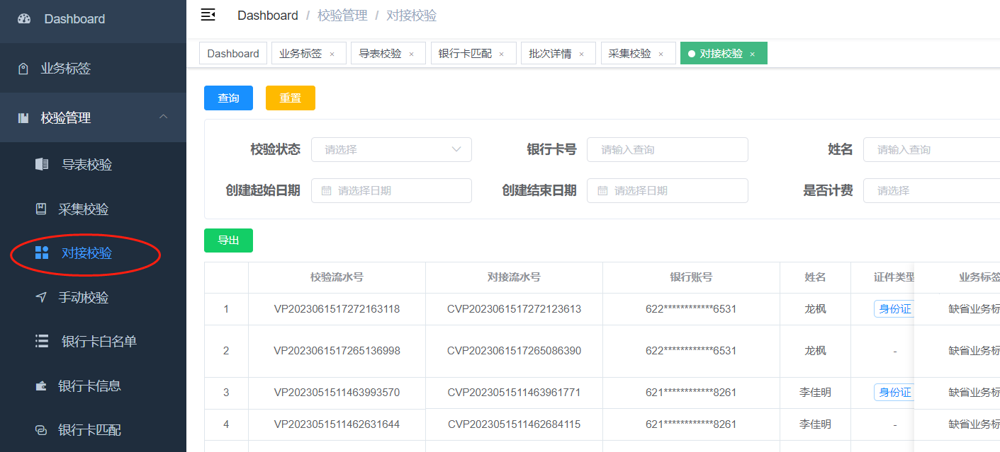 Dashboard
业务标签
校验管理
导表校验
采集校验
对接校验
手动校验
银行卡白名单
银行卡信息
银行卡匹配
Dashboard / 校验管理 / 对接校验
Dashboard 业务标签 × 导表校验 × 银行卡匹配 × 批次详情 × 采集校验 × 对接校验 ×
查询 重置
校验状态 请选择 银行卡号 请输入查询 姓名 请输入查询
创建起始日期 请选择日期 创建结束日期 请选择日期 是否计费 请选择
导出
校验流水号 对接流水号 银行账号 姓名 证件类型 业务标签
1 VP2023061517272163118 CVP2023061517272123613 622************6531 龙枫 身份证 缺省业务标
2 VP2023061517265136998 CVP2023061517265086390 622************6531 龙枫 - 缺省业务标
3 VP2023051511463993570 CVP2023051511463961771 621************8261 李佳明 身份证 缺省业务标
4 VP2023051511462631644 CVP2023051511462684115 621************8261 李佳明 - 缺省业务标